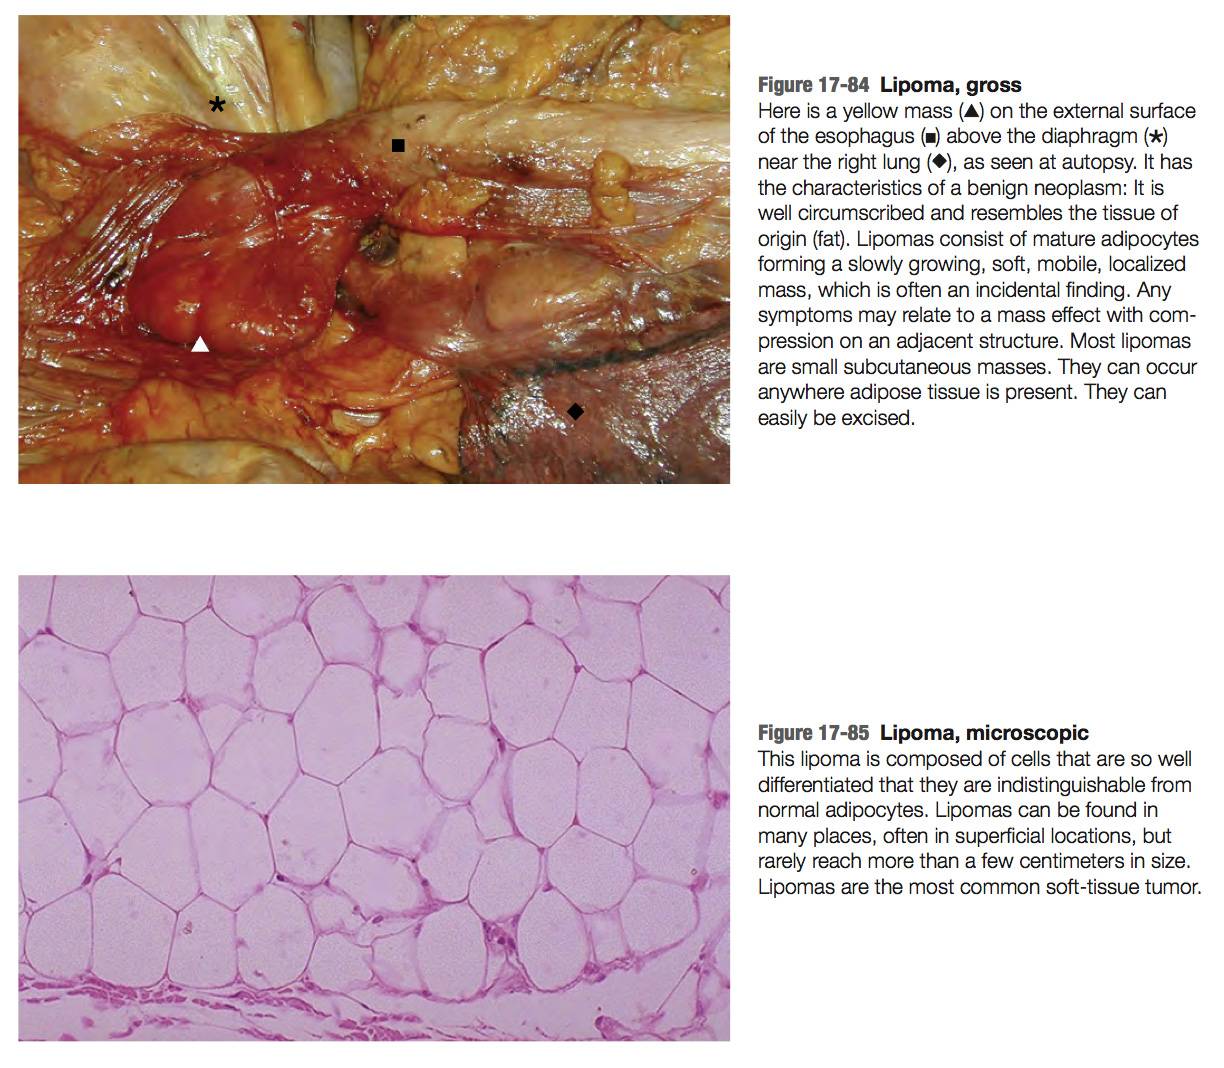 Figure 17-84 Lipoma, gross
Here is a yellow mass (▲) on the external surface
of the esophagus (■) above the diaphragm (*)
near the right lung (◆), as seen at autopsy. It has
the characteristics of a benign neoplasm: It is
well circumscribed and resembles the tissue of
origin (fat). Lipomas consist of mature adipocytes
forming a slowly growing, soft, mobile, localized
mass, which is often an incidental finding. Any
symptoms may relate to a mass effect with com-
pression on an adjacent structure. Most lipomas
are small subcutaneous masses. They can occur
anywhere adipose tissue is present. They can
easily be excised.
Figure 17-85 Lipoma, microscopic
This lipoma is composed of cells that are so well
differentiated that they are indistinguishable from
normal adipocytes. Lipomas can be found in
many places, often in superficial locations, but
rarely reach more than a few centimeters in size.
Lipomas are the most common soft-tissue tumor.